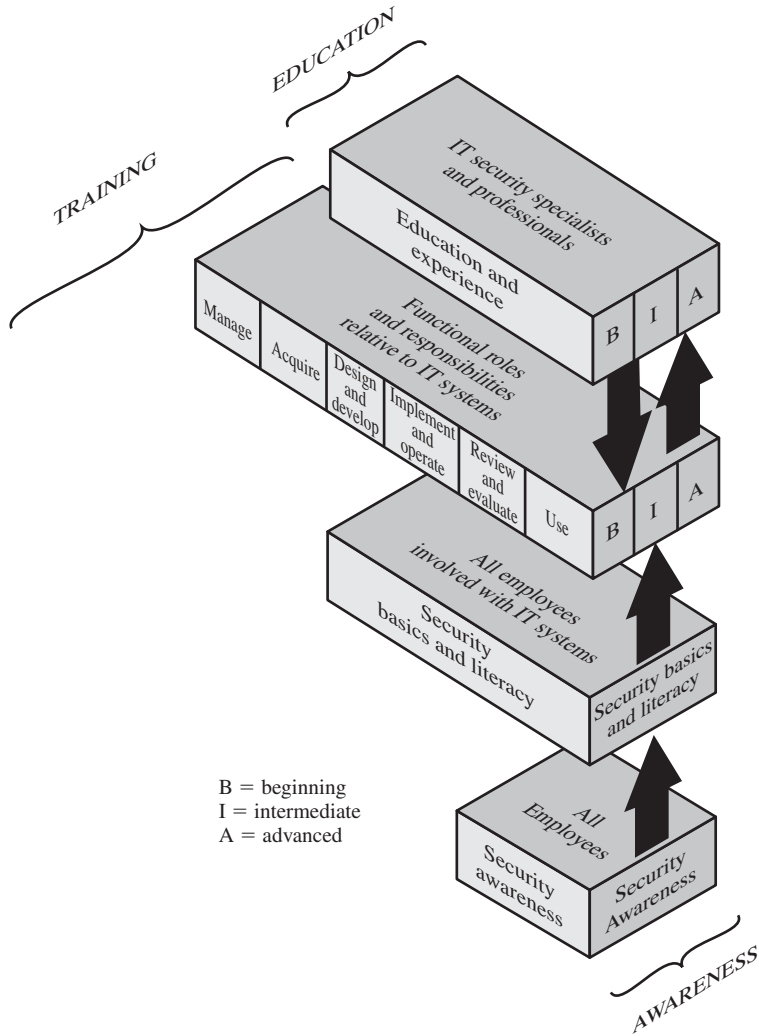 EDUCATION
TRAINING
IT security specialists
and professionals
Education and
experience
B
I
A
Functional roles
and responsibilities
relative to IT systems
Manage
Acquire
Design
and
develop
Implement
and
operate
Review
and
evaluate
Use
B
I
A
All employees
involved with IT systems
Security
basics and literacy
Security basics
and literacy
B = beginning
I = intermediate
A = advanced
All
Employees
Security
awareness
Security
Awareness
AWARENESS